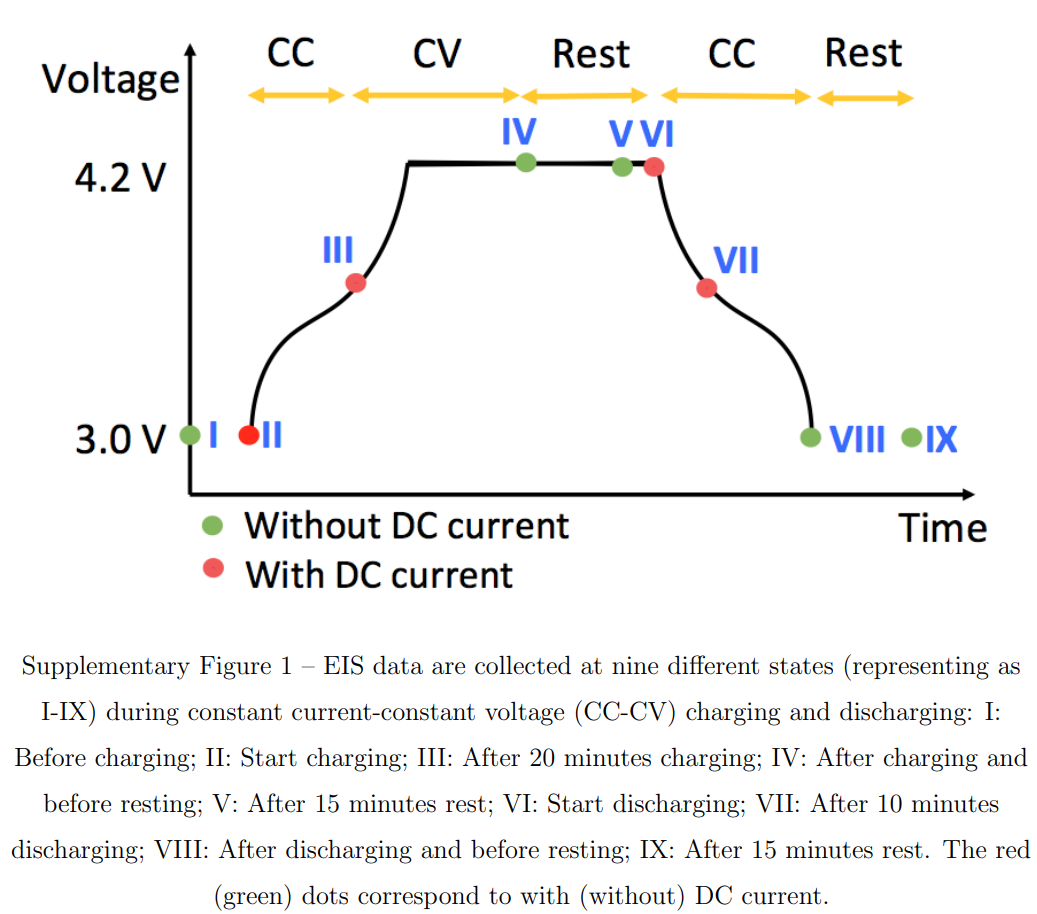 CC CV Rest CC Rest
Voltage
IV V VI
4.2 V
III VII
3.0 V I II VIII IX
Without DC current
Time
With DC current
Supplementary Figure 1 – EIS data are collected at nine different states (representing as
I-IX) during constant current-constant voltage (CC-CV) charging and discharging: I:
Before charging; II: Start charging; III: After 20 minutes charging; IV: After charging and
before resting; V: After 15 minutes rest; VI: Start discharging; VII: After 10 minutes
discharging; VIII: After discharging and before resting; IX: After 15 minutes rest. The red
(green) dots correspond to with (without) DC current.